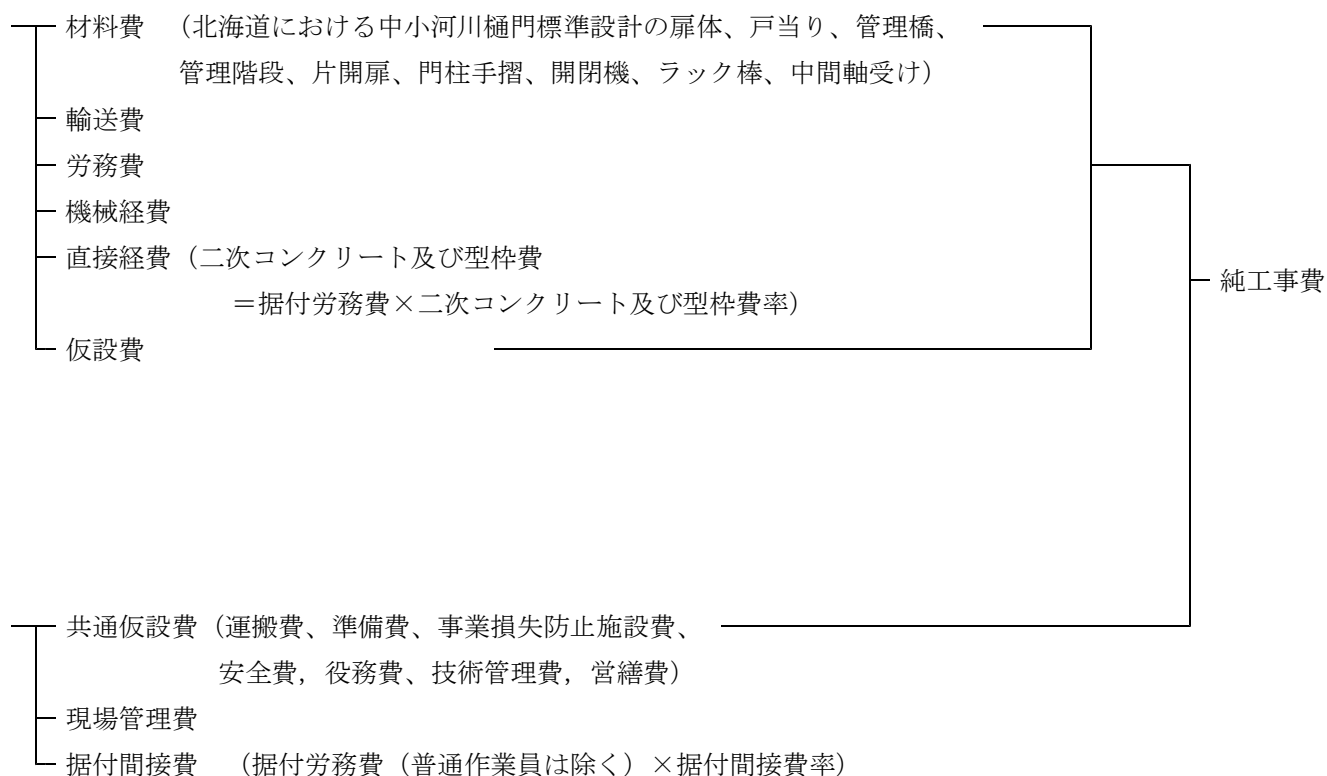 材料費 （北海道における中小河川樋門標準設計の扉体、戸当り、管理橋、
管理階段、片開扉、門柱手摺、開閉機、ラック棒、中間軸受け）
輸送費
労務費
機械経費
直接経費（二次コンクリート及び型枠費
＝据付労務費×二次コンクリート及び型枠費率）
純工事費
仮設費
共通仮設費（運搬費、準備費、事業損失防止施設費、
安全費，役務費、技術管理費，営繕費）
現場管理費
据付間接費 （据付労務費（普通作業員は除く）×据付間接費率）